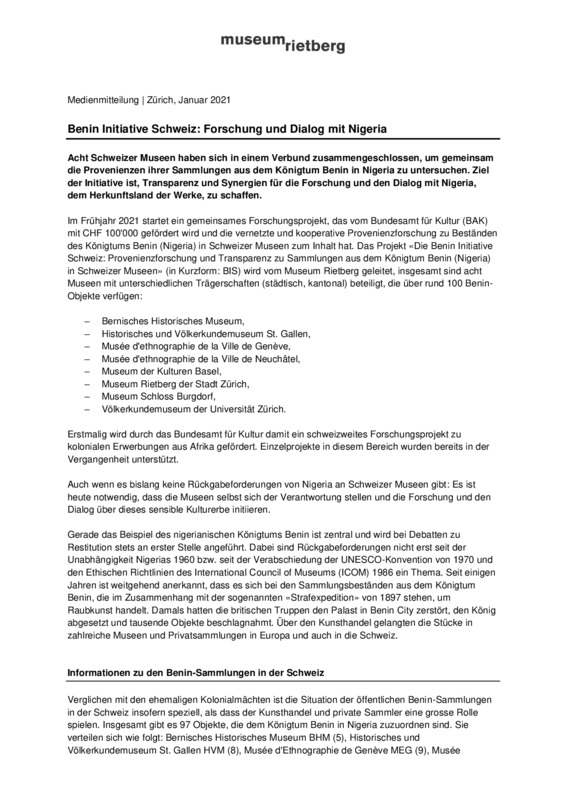 museumrietberg
Medienmitteilung | Zürich, Januar 2021
Benin Initiative Schweiz: Forschung und Dialog mit Nigeria
Acht Schweizer Museen haben sich in einem Verbund zusammengeschlossen, um gemeinsam
die Provenienzen ihrer Sammlungen aus dem Königtum Benin in Nigeria zu untersuchen. Ziel
der Initiative ist, Transparenz und Synergien für die Forschung und den Dialog mit Nigeria,
dem Herkunftsland der Werke, zu schaffen.
Im Frühjahr 2021 startet ein gemeinsames Forschungsprojekt, das vom Bundesamt für Kultur (BAK)
mit CHF 100'000 gefördert wird und die vernetzte und kooperative Provenienzforschung zu Beständen
des Königtums Benin (Nigeria) in Schweizer Museen zum Inhalt hat. Das Projekt «Die Benin Initiative
Schweiz: Provenienzforschung und Transparenz zu Sammlungen aus dem Königtum Benin (Nigeria)
in Schweizer Museen» (in Kurzform: BIS) wird vom Museum Rietberg geleitet, insgesamt sind acht
Museen mit unterschiedlichen Trägerschaften (städtisch, kantonal) beteiligt, die über rund 100 Benin-
Objekte verfügen:
– Bernisches Historisches Museum,
– Historisches und Völkerkundemuseum St. Gallen,
– Musée d'ethnographie de la Ville de Genève,
– Musée d'ethnographie de la Ville de Neuchâtel,
– Museum der Kulturen Basel,
– Museum Rietberg der Stadt Zürich,
– Museum Schloss Burgdorf,
– Völkerkundemuseum der Universität Zürich.
Erstmalig wird durch das Bundesamt für Kultur damit ein schweizweites Forschungsprojekt zu
kolonialen Erwerbungen aus Afrika gefördert. Einzelprojekte in diesem Bereich wurden bereits in der
Vergangenheit unterstützt.
Auch wenn es bislang keine Rückgabeforderungen von Nigeria an Schweizer Museen gibt: Es ist
heute notwendig, dass die Museen selbst sich der Verantwortung stellen und die Forschung und den
Dialog über dieses sensible Kulturerbe initiieren.
Gerade das Beispiel des nigerianischen Königtums Benin ist zentral und wird bei Debatten zu
Restitution stets an erster Stelle angeführt. Dabei sind Rückgabeforderungen nicht erst seit der
Unabhängigkeit Nigerias 1960 bzw. seit der Verabschiedung der UNESCO-Konvention von 1970 und
den Ethischen Richtlinien des International Council of Museums (ICOM) 1986 ein Thema. Seit einigen
Jahren ist weitgehend anerkannt, dass es sich bei den Sammlungsbeständen aus dem Königtum
Benin, die im Zusammenhang mit der sogenannten «Strafexpedition» von 1897 stehen, um
Raubkunst handelt. Damals hatten die britischen Truppen den Palast in Benin City zerstört, den König
abgesetzt und tausende Objekte beschlagnahmt. Über den Kunsthandel gelangten die Stücke in
zahlreiche Museen und Privatsammlungen in Europa und auch in die Schweiz.
Informationen zu den Benin-Sammlungen in der Schweiz
Verglichen mit den ehemaligen Kolonialmächten ist die Situation der öffentlichen Benin-Sammlungen
in der Schweiz insofern speziell, als dass der Kunsthandel und private Sammler eine grosse Rolle
spielen. Insgesamt gibt es 97 Objekte, die dem Königtum Benin in Nigeria zuzuordnen sind. Sie
verteilen sich wie folgt: Bernisches Historisches Museum BHM (5), Historisches und
Völkerkundemuseum St. Gallen HVM (8), Musée d'Ethnographie de Genève MEG (9), Musée